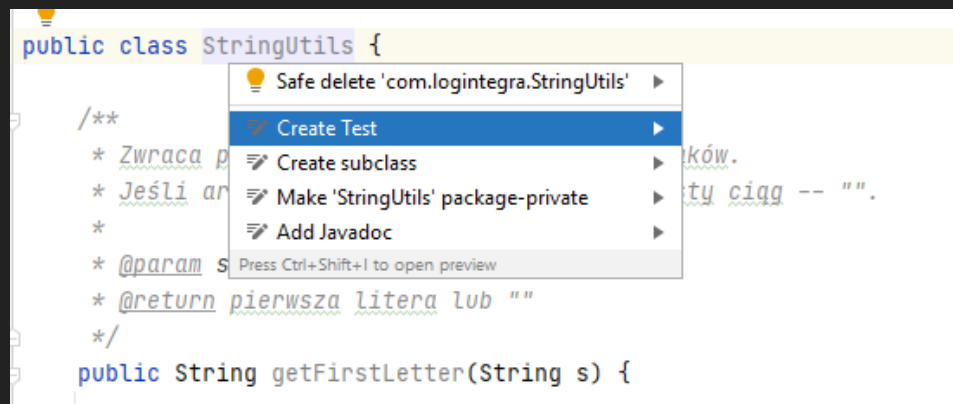 public class StringUtils {
Safe delete 'com.logintegra.StringUtils'
/**
Create Test
* Zwraca p ków.
Create subclass
* Jeśli ar sty ciąg -- "".
Make 'StringUtils' package-private
*
Add Javadoc
* @param s
Press Ctrl+Shift+I to open preview
* @return pierwsza litera lub ""
*/
public String getFirstLetter(String s) {